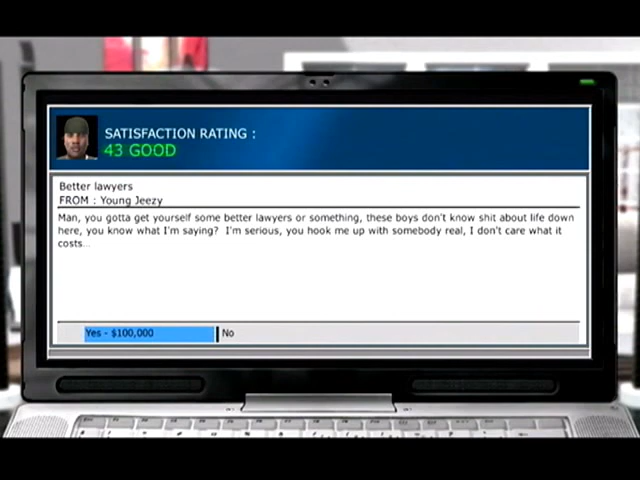 SATISFACTION RATING :
43 GOOD
Better lawyers
FROM : Young Jeezy
Man, you gotta get yourself some better lawyers or something, these boys don't know shit about life down
here, you know what I'm saying?  I'm serious, you hook me up with somebody real, I don't care what it
costs...
Yes - $100,000
No